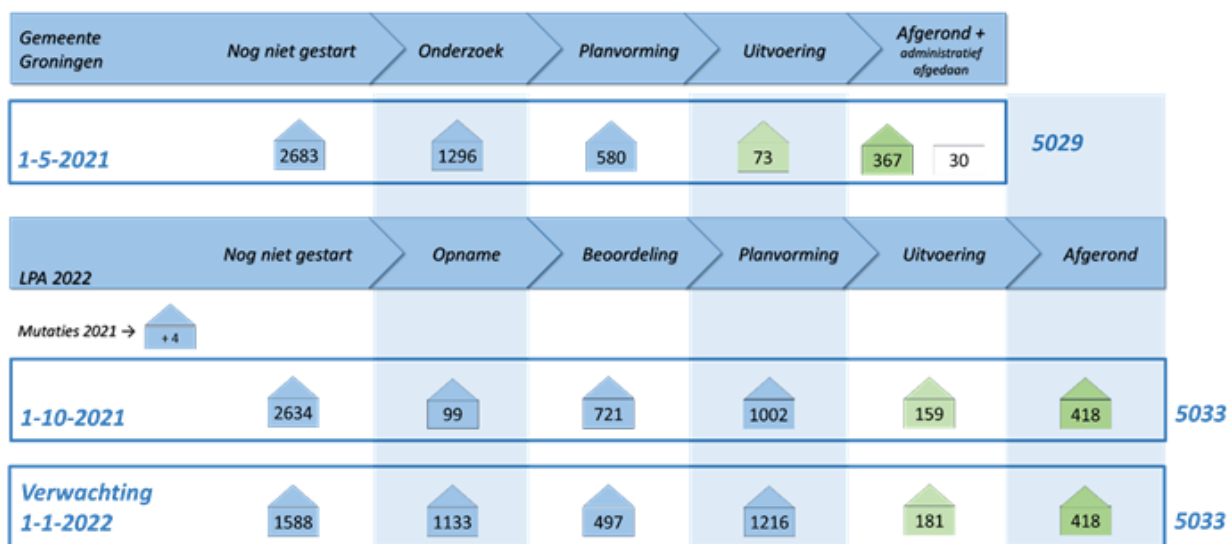 Gemeente Groningen
Nog niet gestart
Onderzoek
Planvorming
Uitvoering
Afgerond +
administratief
afgedaan
1-5-2021 2683 1296 580 73 367 30 5029
LPA 2022
Nog niet gestart
Opname
Beoordeling
Planvorming
Uitvoering
Afgerond
Mutaties 2021 → + 4
1-10-2021 2634 99 721 1002 159 418 5033
Verwachting
1-1-2022 1588 1133 497 1216 181 418 5033